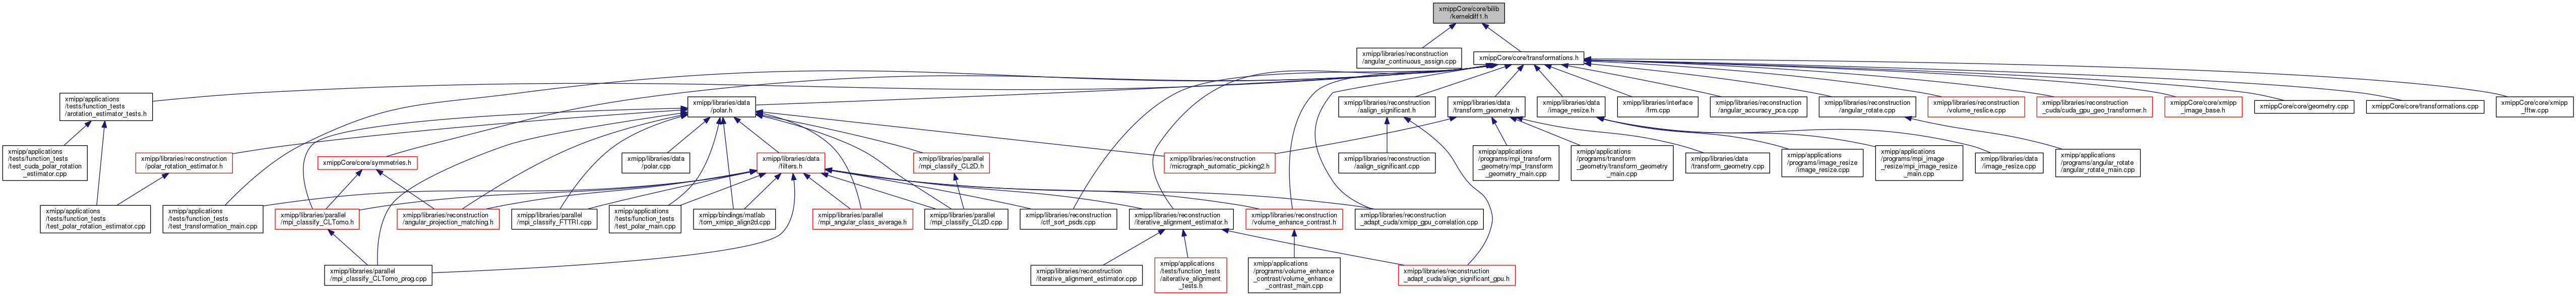 xmippCore/core/bilib
/kerneldiff1.h
xmipp/libraries/reconstruction
/angular_continuous_assign.cpp
xmippCore/core/transformations.h
xmipp/applications
/tests/function_tests
/arotation_estimator_tests.h
xmipp/libraries/data
/polar.h
xmipp/libraries/reconstruction
/aalign_significant.h
xmipp/libraries/data
/transform_geometry.h
xmipp/libraries/data
/image_resize.h
xmipp/libraries/interface
/frm.cpp
xmipp/libraries/reconstruction
/angular_accuracy_pca.cpp
xmipp/libraries/reconstruction
/angular_rotate.cpp
xmipp/libraries/reconstruction
/volume_reslice.cpp
xmipp/libraries/reconstruction
_cuda/cuda_gpu_geo_transformer.h
xmippCore/core/xmipp
_image_base.h
xmippCore/core/geometry.cpp
xmippCore/core/transformations.cpp
xmippCore/core/xmipp
_fftw.cpp
xmipp/applications
/tests/function_tests
/test_cuda_polar_rotation
_estimator.cpp
xmipp/libraries/reconstruction
/polar_rotation_estimator.h
xmippCore/core/symmetries.h
xmipp/libraries/data
/polar.cpp
xmipp/libraries/data
/filters.h
xmipp/libraries/parallel
/mpi_classify_CL2D.h
xmipp/libraries/reconstruction
/micrograph_automatic_picking2.h
xmipp/libraries/reconstruction
/aalign_significant.cpp
xmipp/applications
/programs/mpi_transform
_geometry/mpi_transform
_geometry_main.cpp
xmipp/applications
/programs/transform
_geometry/transform_geometry
_main.cpp
xmipp/libraries/data
/transform_geometry.cpp
xmipp/applications
/programs/image_resize
/image_resize.cpp
xmipp/applications
/programs/mpi_image
_resize/mpi_image_resize
_main.cpp
xmipp/libraries/data
/image_resize.cpp
xmipp/applications
/programs/angular_rotate
/angular_rotate_main.cpp
xmipp/applications
/tests/function_tests
/test_polar_rotation_estimator.cpp
xmipp/applications
/tests/function_tests
/test_transformation_main.cpp
xmipp/libraries/parallel
/mpi_classify_CLTomo.h
xmipp/libraries/reconstruction
/angular_projection_matching.h
xmipp/libraries/parallel
/mpi_classify_FTTRI.cpp
xmipp/applications
/tests/function_tests
/test_polar_main.cpp
xmipp/bindings/matlab
/tom_xmipp_align2d.cpp
xmipp/libraries/parallel
/mpi_angular_class_average.h
xmipp/libraries/parallel
/mpi_classify_CL2D.cpp
xmipp/libraries/reconstruction
/ctf_sort_psds.cpp
xmipp/libraries/reconstruction
/iterative_alignment_estimator.h
xmipp/libraries/reconstruction
/volume_enhance_contrast.h
xmipp/libraries/reconstruction
_adapt_cuda/xmipp_gpu_correlation.cpp
xmipp/libraries/parallel
/mpi_classify_CLTomo_prog.cpp
xmipp/libraries/reconstruction
/iterative_alignment_estimator.cpp
xmipp/applications
/tests/function_tests
/aiterative_alignment
_tests.h
xmipp/applications
/programs/volume_enhance
_contrast/volume_enhance
_contrast_main.cpp
xmipp/libraries/reconstruction
_adapt_cuda/align_significant_gpu.h